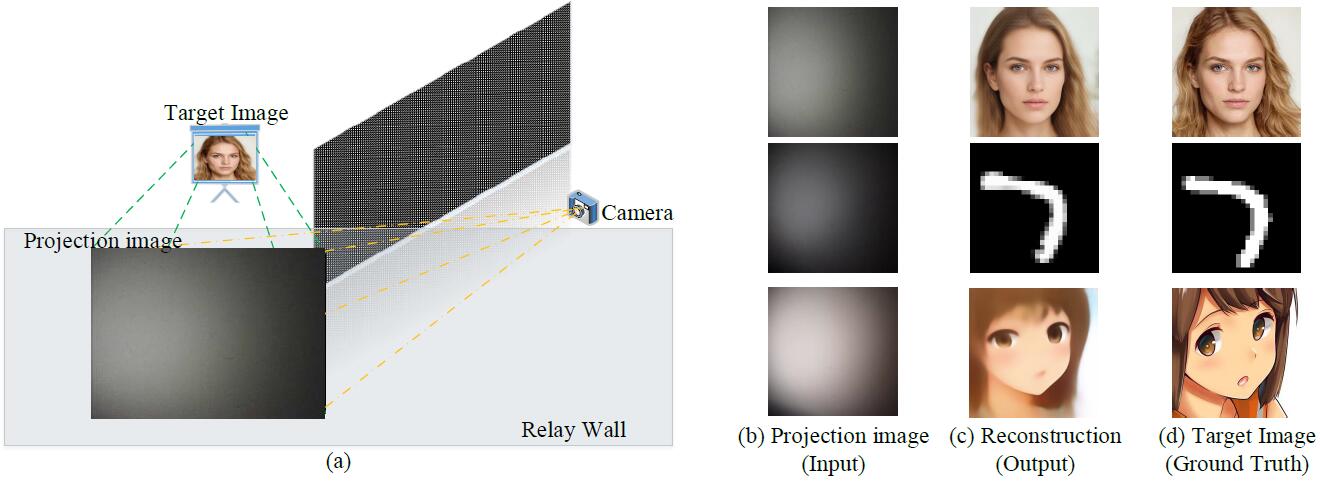 Target Image
Camera
Projection image
Relay Wall
(a)
(b) Projection image
(Input)
(c) Reconstruction
(Output)
(d) Target Image
(Ground Truth)